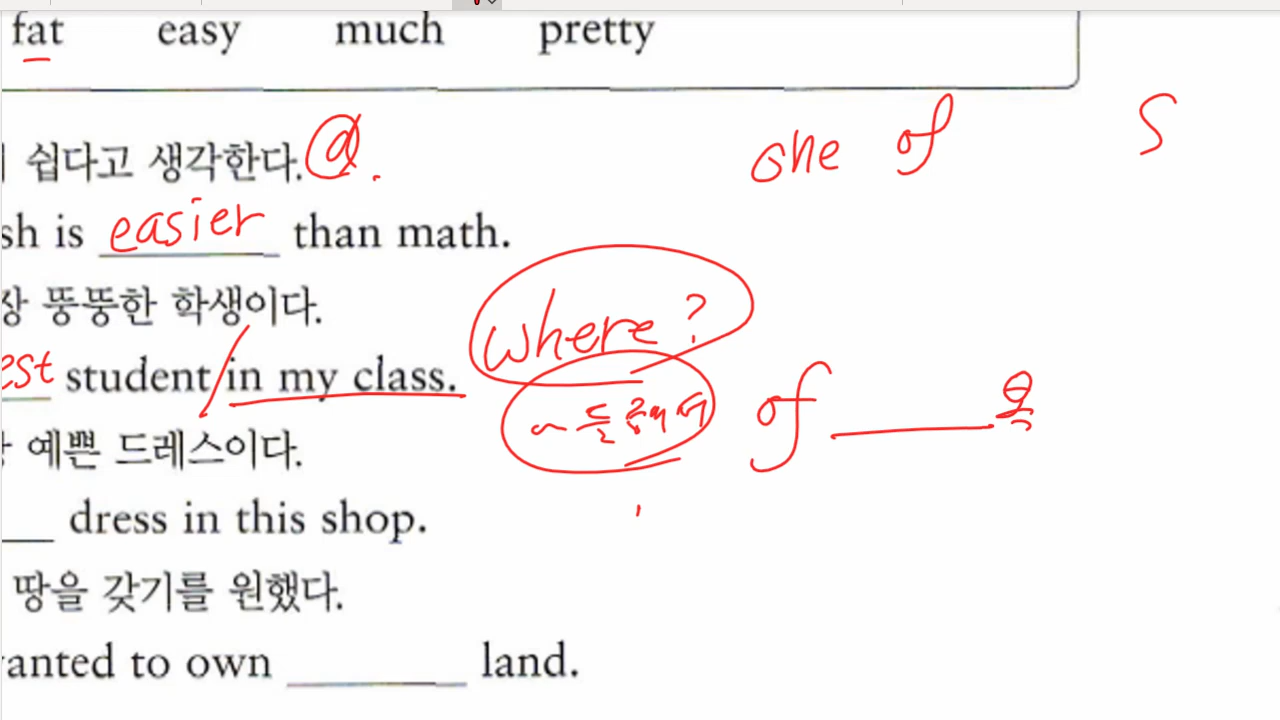 fat easy much pretty
one of S
쉽다고 생각한다.
sh is easier than math.
상 뚱뚱한 학생이다.
where?
est student in my class.
~들 중에서 of
예쁜 드레스이다.
dress in this shop.
땅을 갖기를 원했다.
anted to own land.